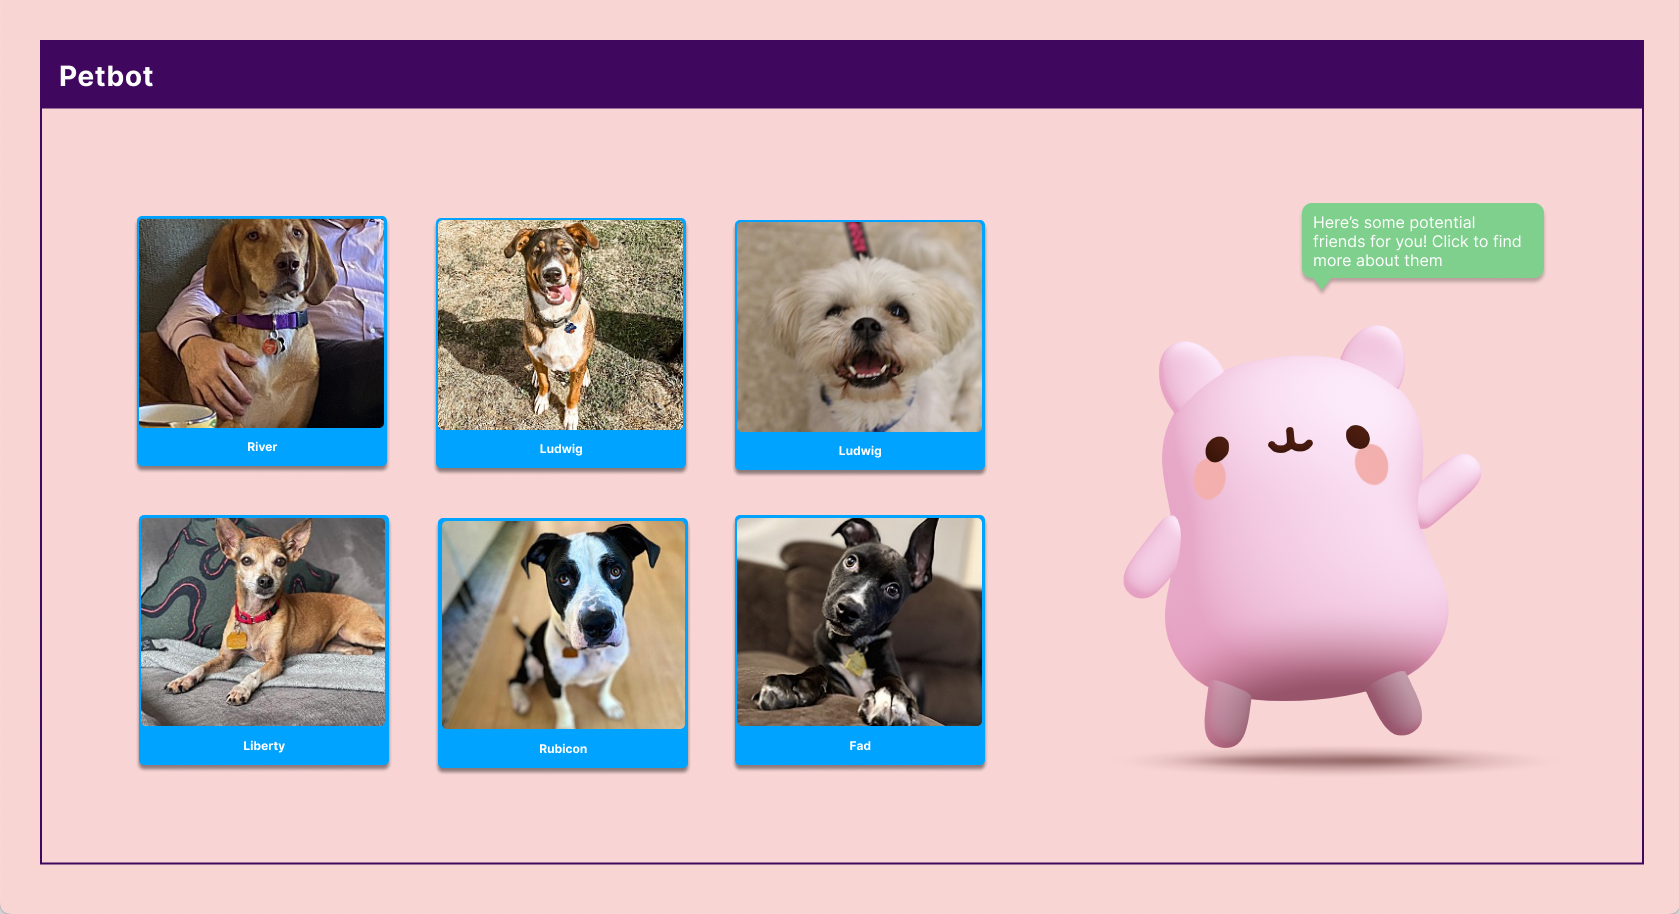 Petbot
Here's some potential
friends for you! Click to find
more about them
River
Ludwig
Ludwig
Liberty
Rubicon
Fad